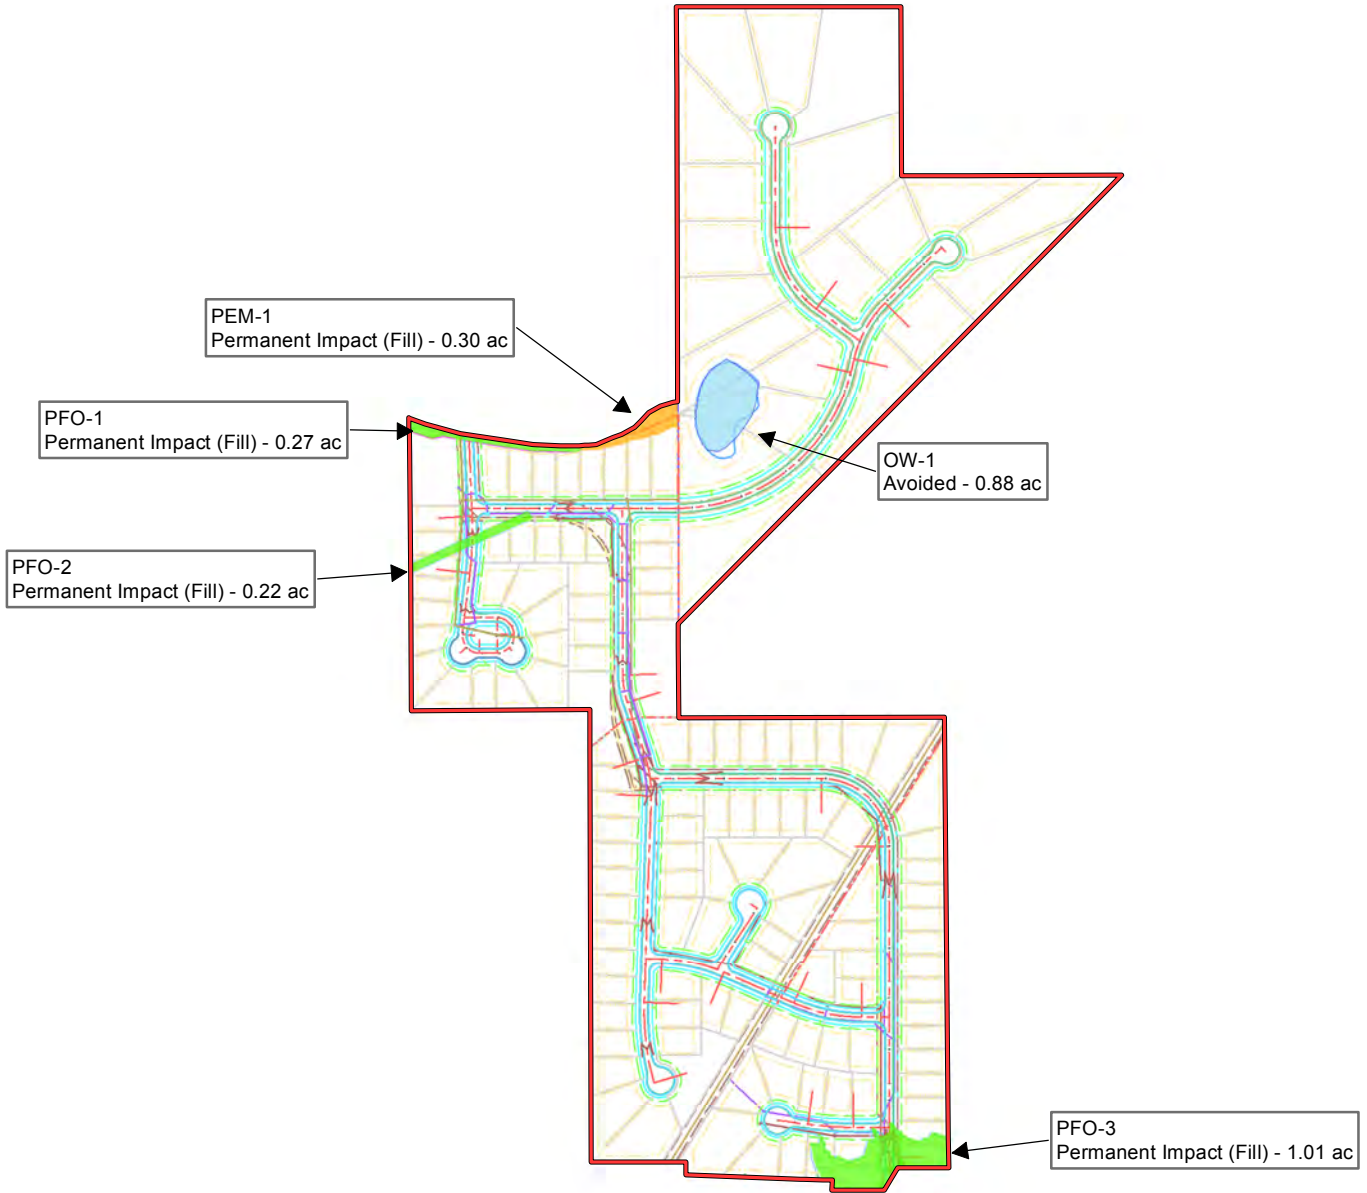 PEM-1
Permanent Impact (Fill) - 0.30 ac
PFO-1
Permanent Impact (Fill) - 0.27 ac
OW-1
Avoided - 0.88 ac
PFO-2
Permanent Impact (Fill) - 0.22 ac
PFO-3
Permanent Impact (Fill) - 1.01 ac